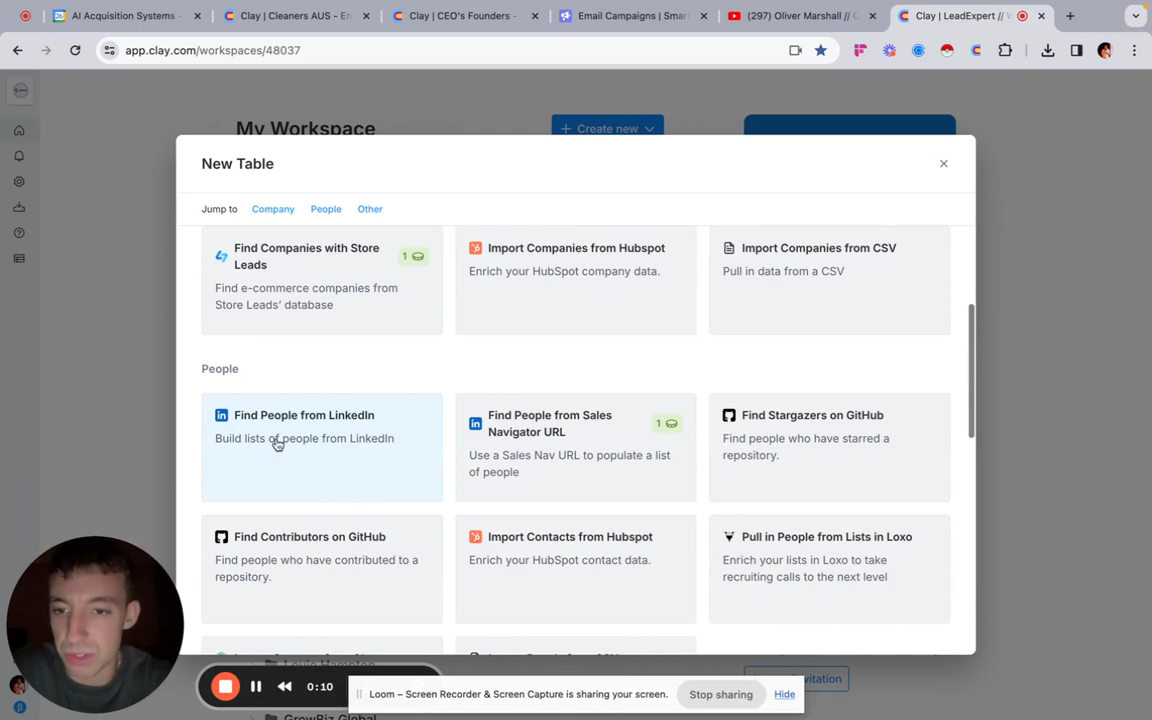 AI Acquisition Systems -
Clay | Cleaners AUS - En
Clay | CEO's Founders -
Email Campaigns | Smar
(297) Oliver Marshall // C
Clay | LeadExpert //
app.clay.com/workspaces/48037
My Workspace
+ Create new
New Table
Jump to Company People Other
Find Companies with Store
Leads
1
Find e-commerce companies from
Store Leads' database
Import Companies from Hubspot
Enrich your HubSpot company data.
Import Companies from CSV
Pull in data from a CSV
People
Find People from LinkedIn
Build lists of people from LinkedIn
Find People from Sales
Navigator URL
1
Use a Sales Nav URL to populate a list
of people
Find Stargazers on GitHub
Find people who have starred a
repository.
Find Contributors on GitHub
Find people who have contributed to a
repository.
Import Contacts from Hubspot
Enrich your HubSpot contact data.
Pull in People from Lists in Loxo
Enrich your lists in Loxo to take
recruiting calls to the next level
0:10
Loom – Screen Recorder & Screen Capture is sharing your screen.
Stop sharing
Hide
GrowBiz Global